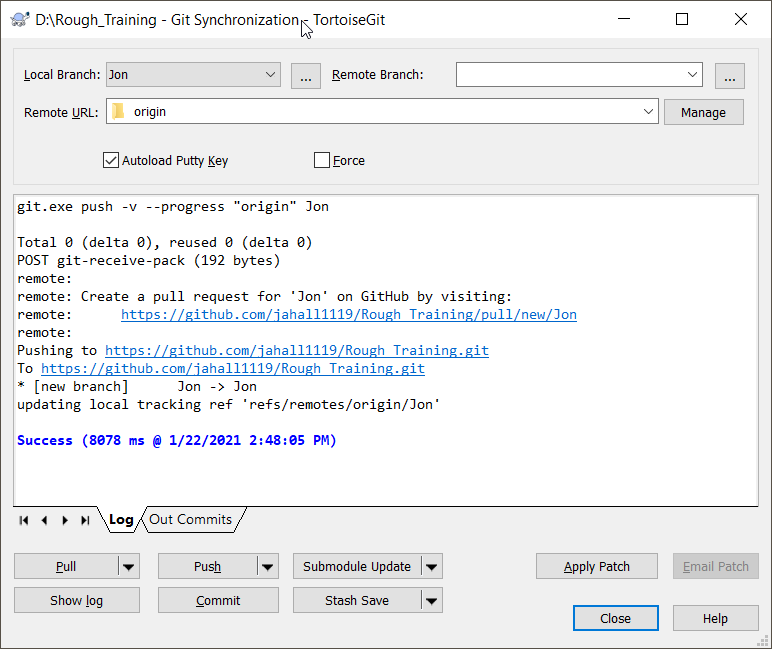 D:\Rough_Training - Git Synchronization - TortoiseGit
Local Branch: Jon ... Remote Branch: ...
Remote URL: origin Manage
Autoload Putty Key Force
git.exe push -v --progress "origin" Jon
Total 0 (delta 0), reused 0 (delta 0)
POST git-receive-pack (192 bytes)
remote:
remote: Create a pull request for 'Jon' on GitHub by visiting:
remote:      https://github.com/jahall1119/Rough_Training/pull/new/Jon
remote:
Pushing to https://github.com/jahall1119/Rough_Training.git
To https://github.com/jahall1119/Rough_Training.git
* [new branch]      Jon -> Jon
updating local tracking ref 'refs/remotes/origin/Jon'
Success (8078 ms @ 1/22/2021 2:48:05 PM)
Log Out Commits
Pull Push Submodule Update Apply Patch Email Patch
Show log Commit Stash Save
Close Help